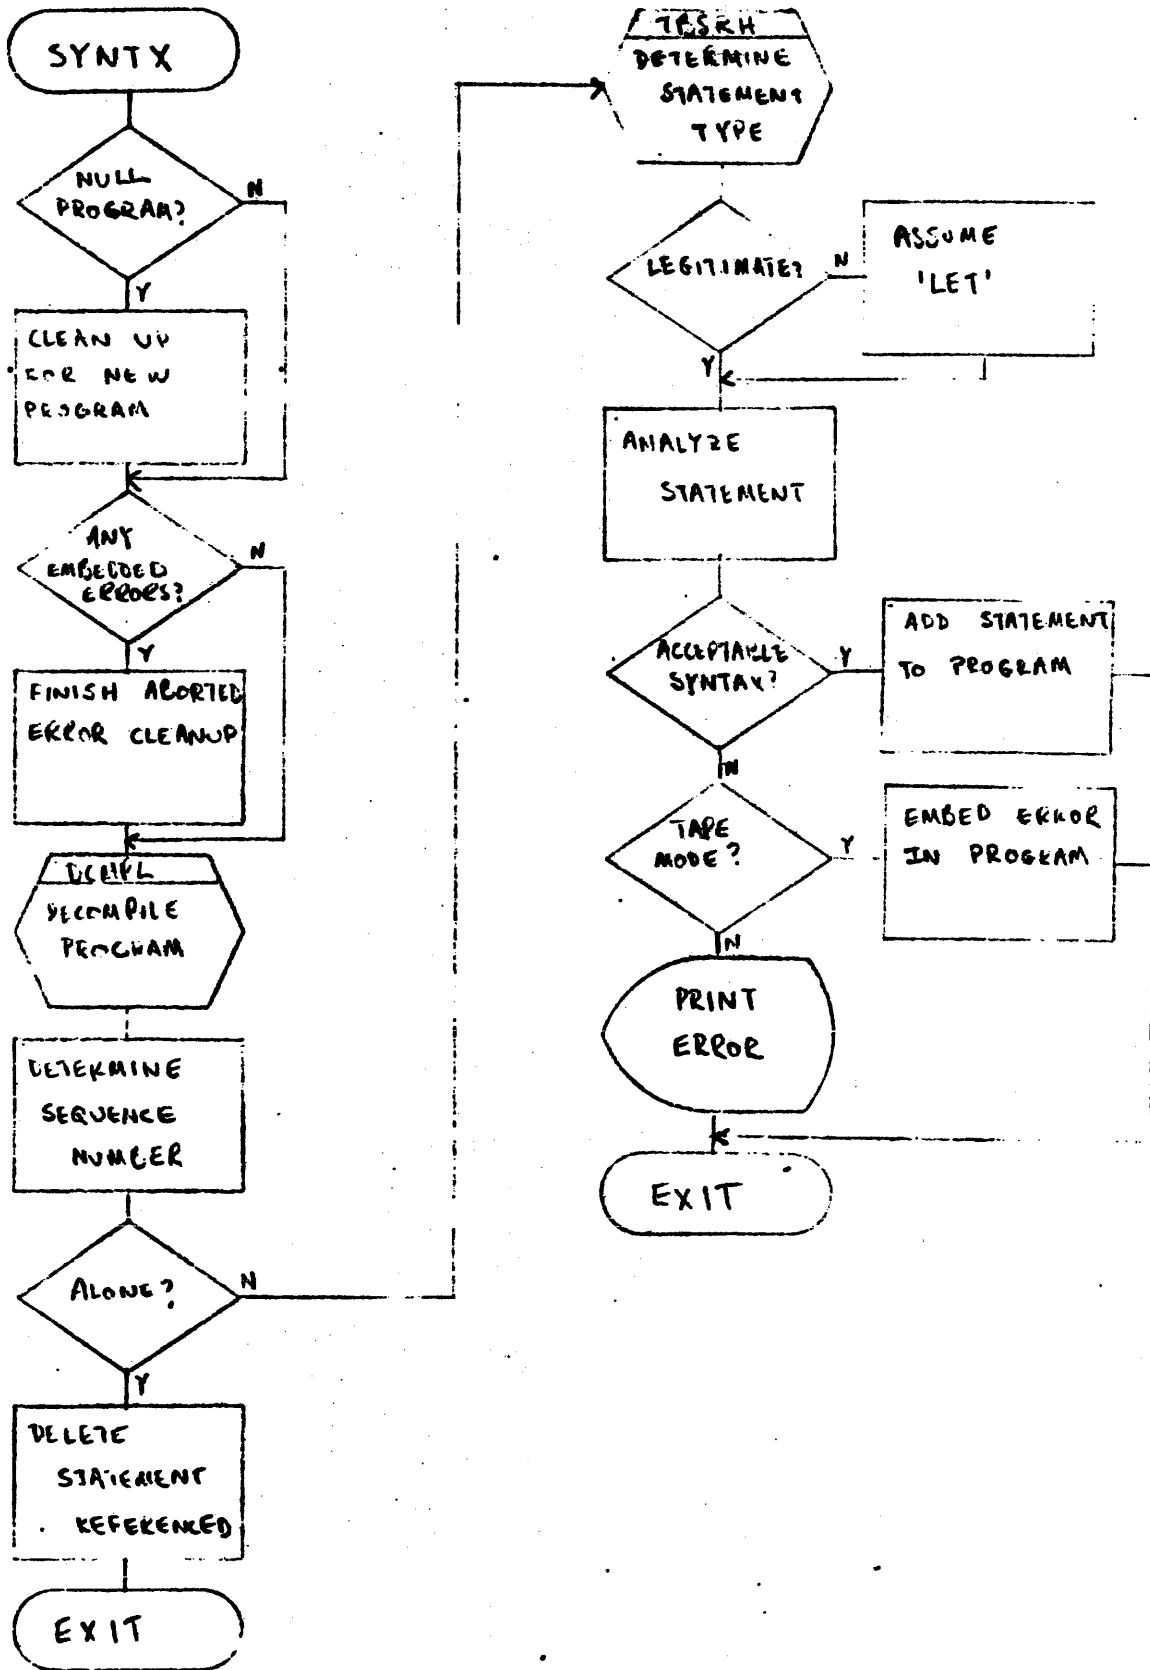 SYNTX
NULL
PROGRAM?
N
Y
CLEAN UP
FOR NEW
PROGRAM
ANY
EMBEDDED
ERRORS?
N
Y
FINISH ABORTED
ERROR CLEANUP
DECOMPILE
PROGRAM
DETERMINE
SEQUENCE
NUMBER
ALONE?
N
Y
DELETE
STATEMENT
REFERENCED
EXIT
TBSRH
DETERMINE
STATEMENT
TYPE
LEGITIMATE?
N
ASSUME
'LET'
Y
ANALYZE
STATEMENT
ACCEPTABLE
SYNTAX?
Y
ADD STATEMENT
TO PROGRAM
N
TAPE
MODE?
Y
EMBED ERROR
IN PROGRAM
N
PRINT
ERROR
EXIT